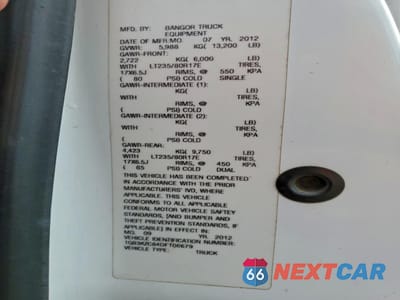 MFD. BY: BANGOR TRUCK
EQUIPMENT
DATE OF MFR:MO. 07 YR. 2012
GVWR: 5,988 KG( 13,200 LB)
GAWR-FRONT:
2,722 KG( 6,000 LB)
WITH LT235/80R17E TIRES,
17X6.5J RIMS, @ 550 KPA
( 80 PSI) COLD SINGLE
GAWR-INTERMEDIATE (1):
KG( LB)
WITH TIRES,
RIMS, @ KPA
( PSI) COLD
GAWR-INTERMEDIATE (2):
KG( LB)
WITH TIRES,
RIMS, @ KPA
( PSI) COLD
GAWR-REAR:
4,423 KG( 9,750 LB)
WITH LT235/80R17E TIRES,
17X6.5J RIMS, @ 450 KPA
( 65 PSI) COLD DUAL
THIS VEHICLE HAS BEEN COMPLETED
IN ACCORDANCE WITH THE PRIOR
MANUFACTURERS' IVD, WHERE
APPLICABLE. THIS VEHICLE
CONFORMS TO ALL APPLICABLE
FEDERAL MOTOR VEHICLE SAFTEY
STANDARDS, [AND BUMPER AND
THEFT PREVENTION STANDARDS, IF
APPLICABLE] IN EFFECT IN:
MO. 09 YR. 2012
VEHICLE IDENTIFICATION NUMBER:
VEHICLE TYPE: TRUCK
66 NEXTCAR